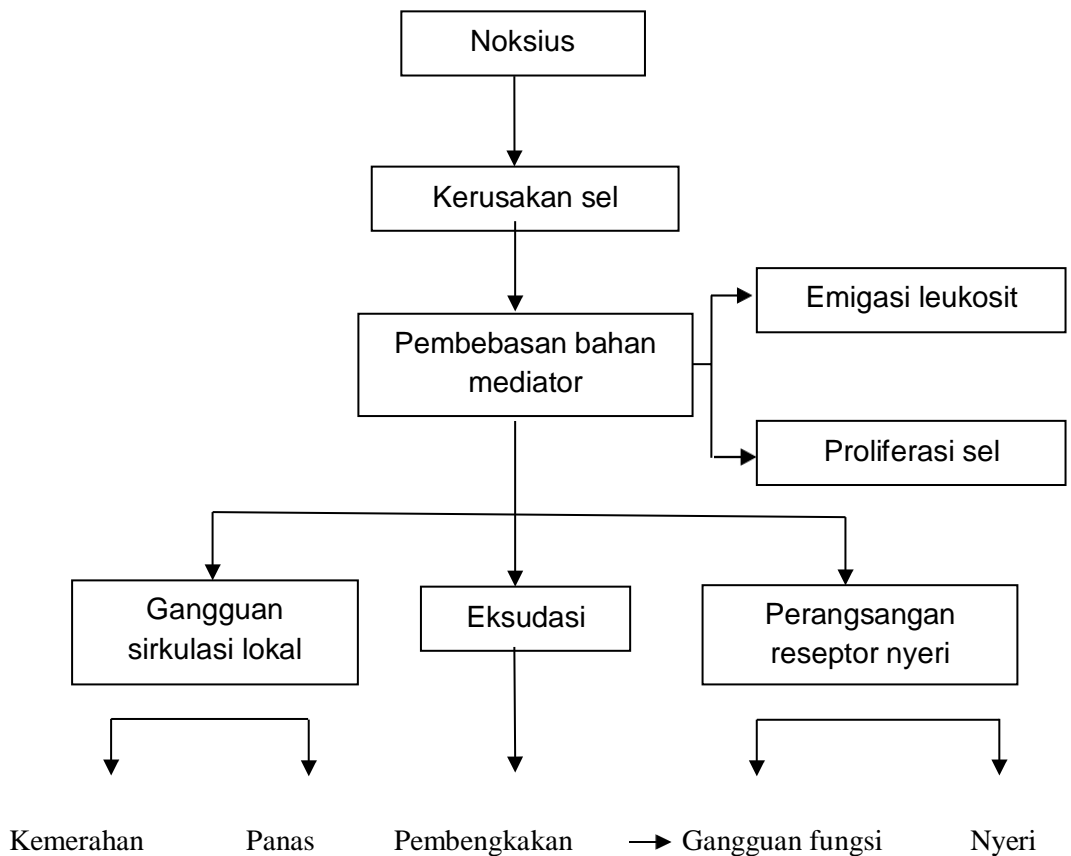 Noksius
Kerusakan sel
Emigasi leukosit
Pembebasan bahan
mediator
Proliferasi sel
Gangguan
sirkulasi lokal
Eksudasi
Perangsangan
reseptor nyeri
Kemerahan Panas Pembengkakan Gangguan fungsi Nyeri